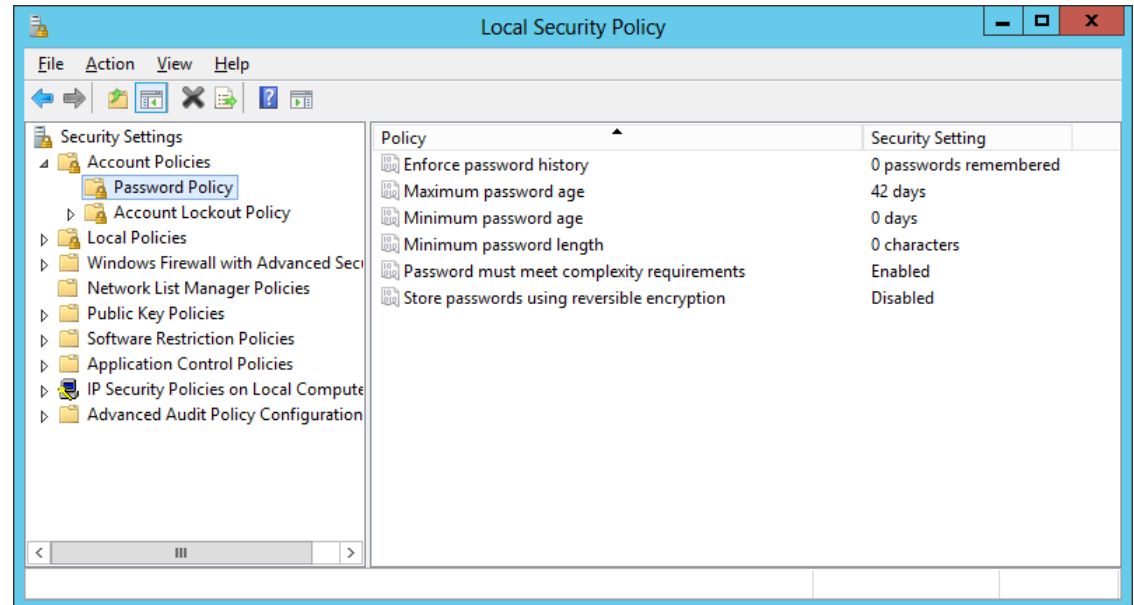 Local Security Policy
File Action View Help
Security Settings
Account Policies
Password Policy
Account Lockout Policy
Local Policies
Windows Firewall with Advanced Secu
Network List Manager Policies
Public Key Policies
Software Restriction Policies
Application Control Policies
IP Security Policies on Local Compute
Advanced Audit Policy Configuration
Policy Security Setting
Enforce password history 0 passwords remembered
Maximum password age 42 days
Minimum password age 0 days
Minimum password length 0 characters
Password must meet complexity requirements Enabled
Store passwords using reversible encryption Disabled